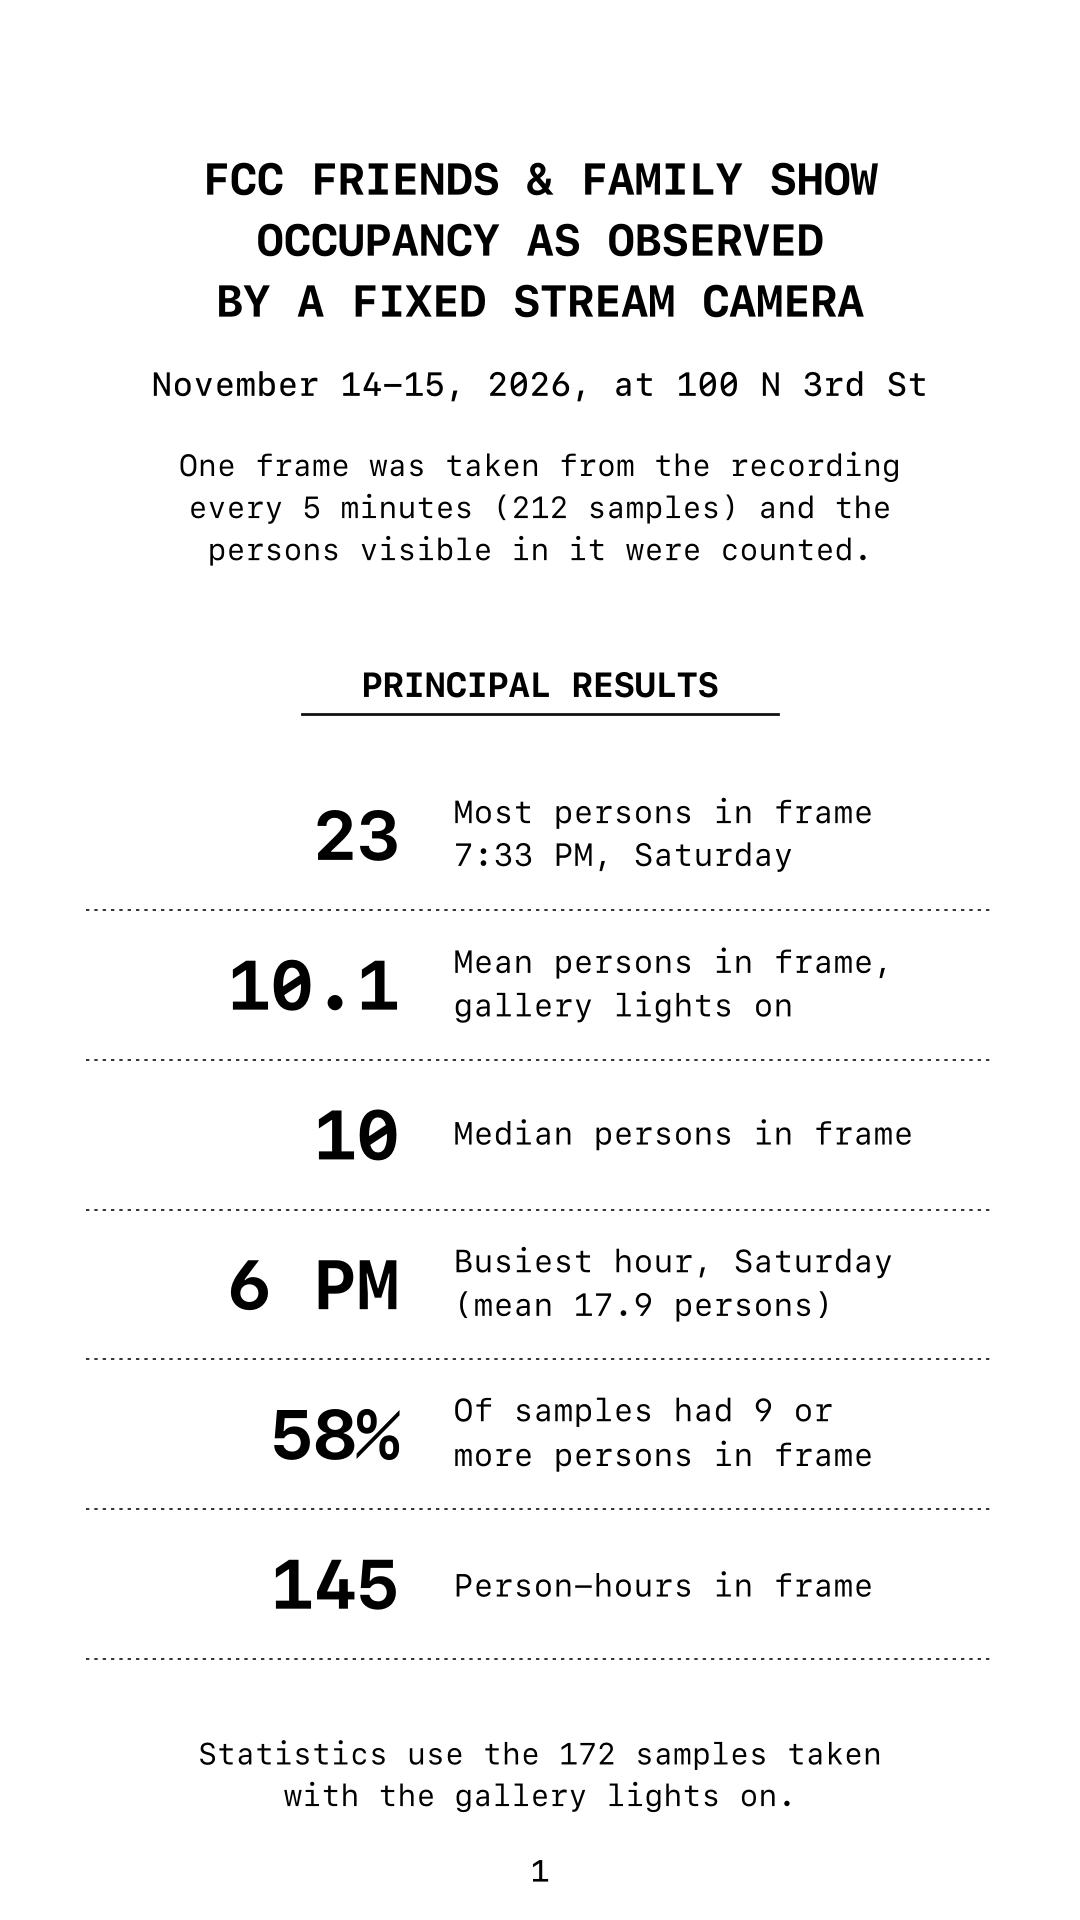 FCC FRIENDS & FAMILY SHOW
OCCUPANCY AS OBSERVED
BY A FIXED STREAM CAMERA
November 14–15, 2026, at 100 N 3rd St
One frame was taken from the recording
every 5 minutes (212 samples) and the
persons visible in it were counted.
PRINCIPAL RESULTS
23
Most persons in frame
7:33 PM, Saturday
10.1
Mean persons in frame,
gallery lights on
10
Median persons in frame
6 PM
Busiest hour, Saturday
(mean 17.9 persons)
58%
Of samples had 9 or
more persons in frame
145
Person–hours in frame
Statistics use the 172 samples taken
with the gallery lights on.
1